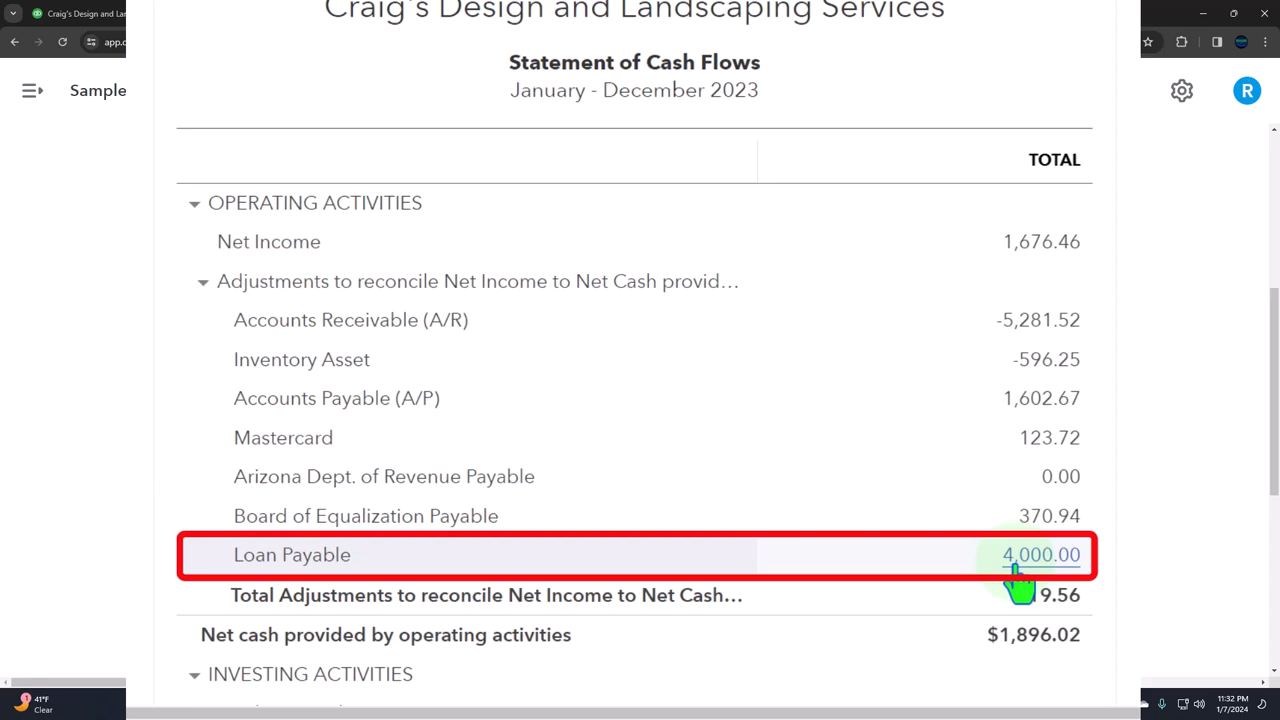 Craig's Design and Landscaping Services
Statement of Cash Flows
January - December 2023
app.
Sample
R
TOTAL
OPERATING ACTIVITIES
Net Income 1,676.46
Adjustments to reconcile Net Income to Net Cash provid…
Accounts Receivable (A/R) -5,281.52
Inventory Asset -596.25
Accounts Payable (A/P) 1,602.67
Mastercard 123.72
Arizona Dept. of Revenue Payable 0.00
Board of Equalization Payable 370.94
Loan Payable 4,000.00
Total Adjustments to reconcile Net Income to Net Cash… 9.56
Net cash provided by operating activities $1,896.02
INVESTING ACTIVITIES
41°F
Clear
11:32 PM
1/7/2024